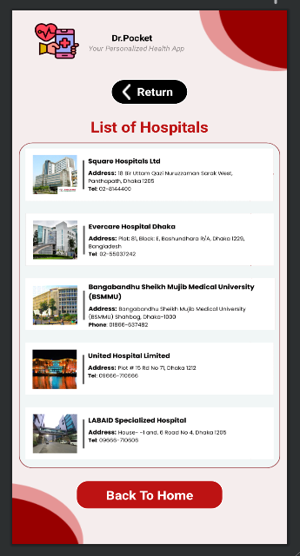 Dr.Pocket
Your Personalized Health App
Return
List of Hospitals
Square Hospitals Ltd
Address: 18 Bir Uttam Qazi Nuruzzaman Sarak West,
Panthapath, Dhaka 1205
Tel: 02-8144400
Evercare Hospital Dhaka
Address: Plot: 81, Block: E, Bashundhara R/A, Dhaka 1229,
Bangladesh
Tel: 02-55037242
Bangabandhu Sheikh Mujib Medical University
(BSMMU)
Address: Bangabandhu Sheikh Mujib Medical University
(BSMMU) Shahbag, Dhaka-1000
Phone: 01866-637482
United Hospital Limited
Address: Plot # 15 Rd No 71, Dhaka 1212
Tel: 09666-710666
LABAID Specialized Hospital
Address: House- -1 and, 6 Road No 4, Dhaka 1205
Tel: 09666-710606
Back To Home